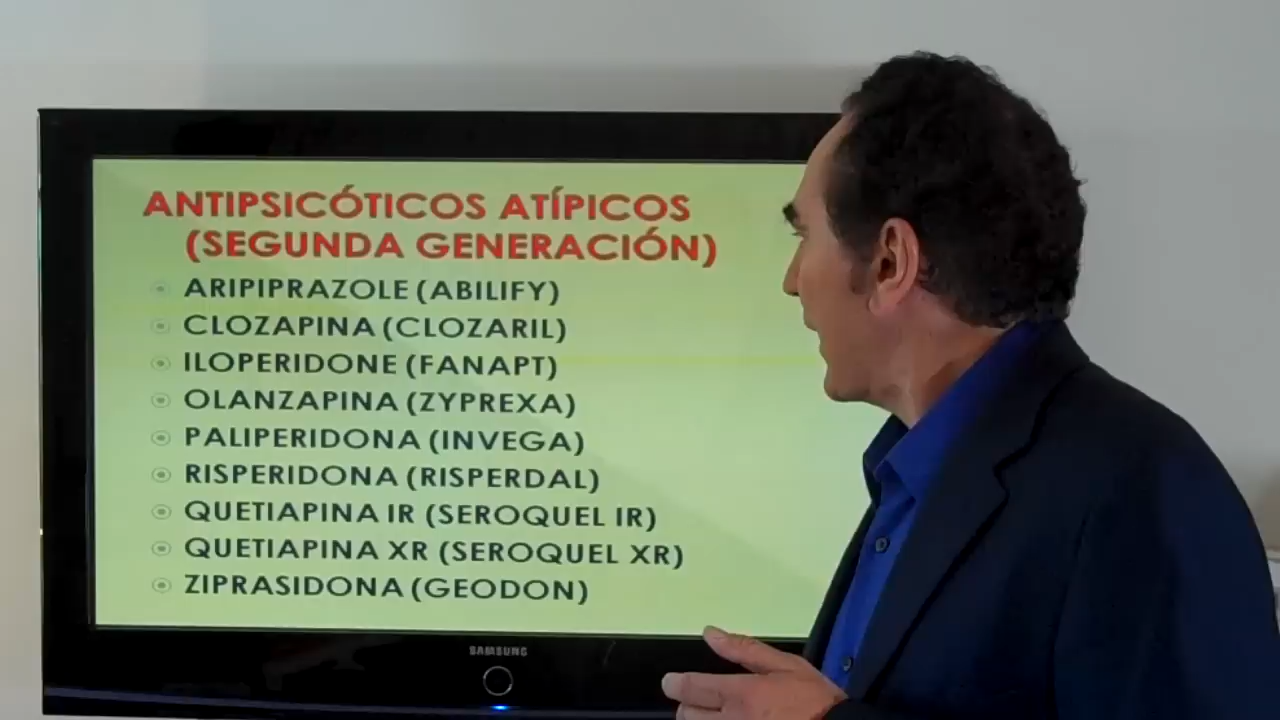 ANTIPSICÓTICOS ATÍPICOS
(SEGUNDA GENERACIÓN)
ARIPIPRAZOLE (ABILIFY)
CLOZAPINA (CLOZARIL)
ILOPERIDONE (FANAPT)
OLANZAPINA (ZYPREXA)
PALIPERIDONA (INVEGA)
RISPERIDONA (RISPERDAL)
QUETIAPINA IR (SEROQUEL IR)
QUETIAPINA XR (SEROQUEL XR)
ZIPRASIDONA (GEODON)
SAMSUNG